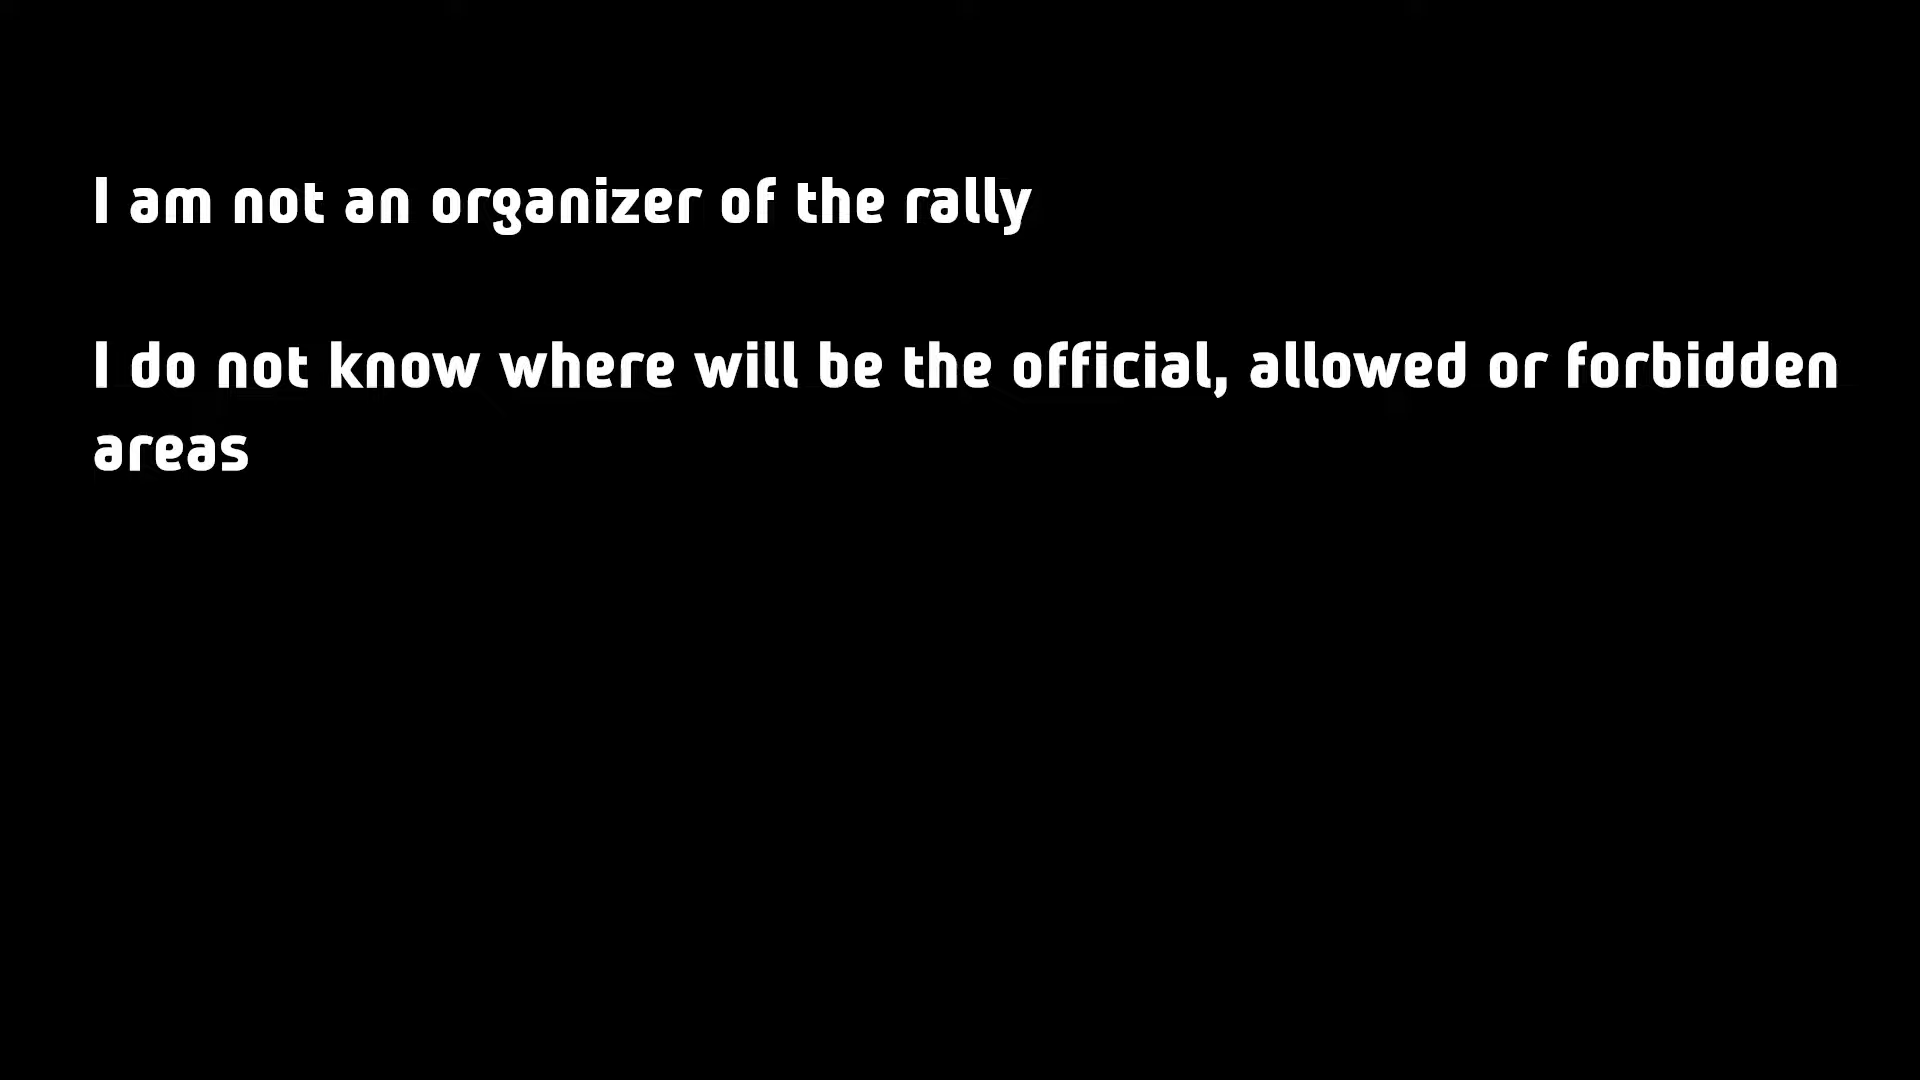 I am not an organizer of the rally
I do not know where will be the official, allowed or forbidden
areas